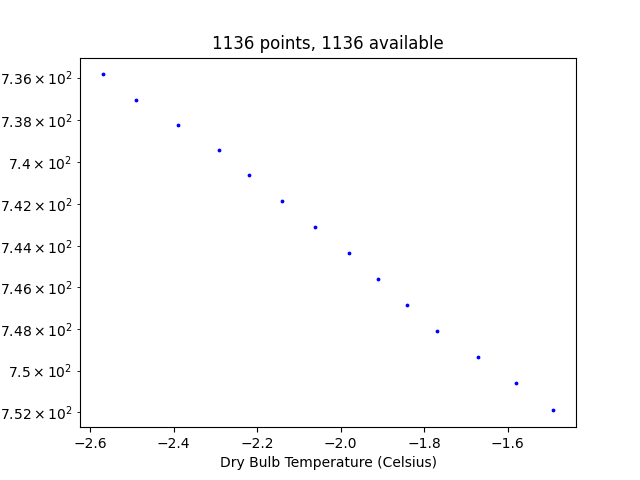 1136 points, 1136 available
7.36 × 10²
7.38 × 10²
7.4 × 10²
7.42 × 10²
7.44 × 10²
7.46 × 10²
7.48 × 10²
7.5 × 10²
7.52 × 10²
−2.6 −2.4 −2.2 −2.0 −1.8 −1.6
Dry Bulb Temperature (Celsius)